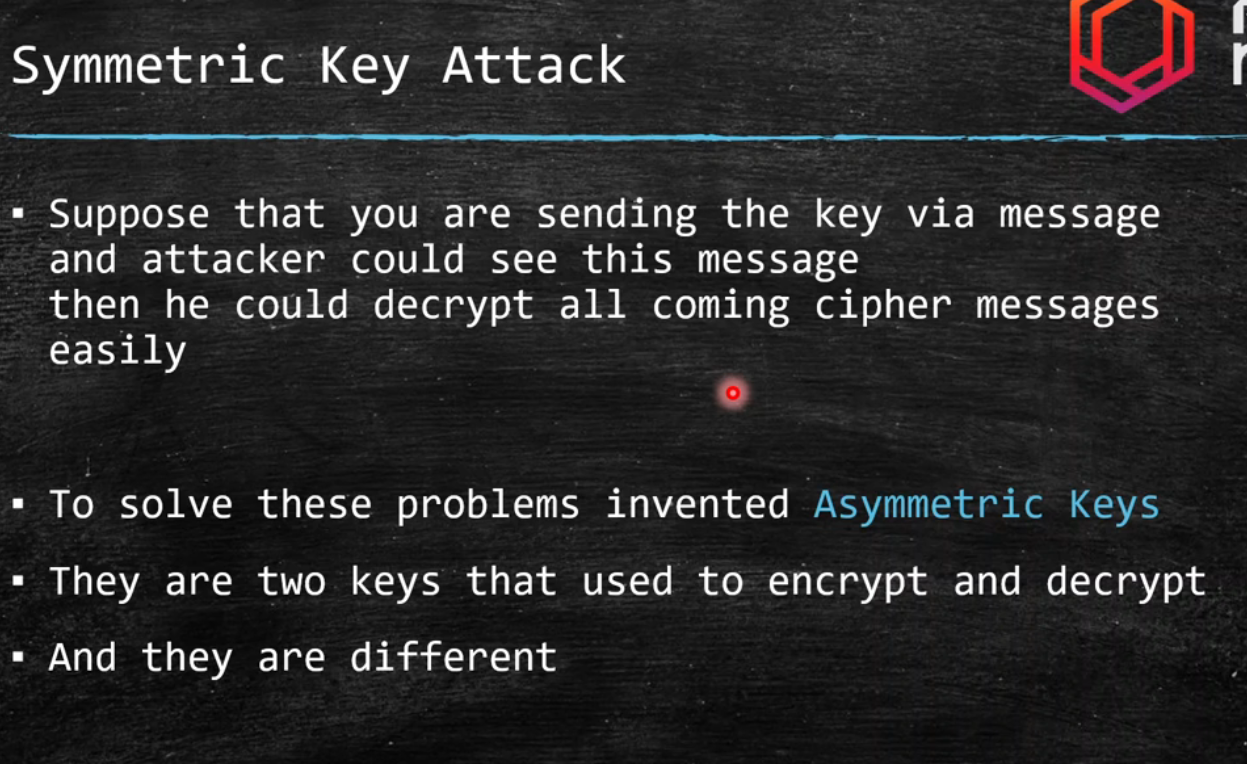 Symmetric Key Attack
▪ Suppose that you are sending the key via message
and attacker could see this message
then he could decrypt all coming cipher messages
easily
▪ To solve these problems invented Asymmetric Keys
▪ They are two keys that used to encrypt and decrypt
▪ And they are different